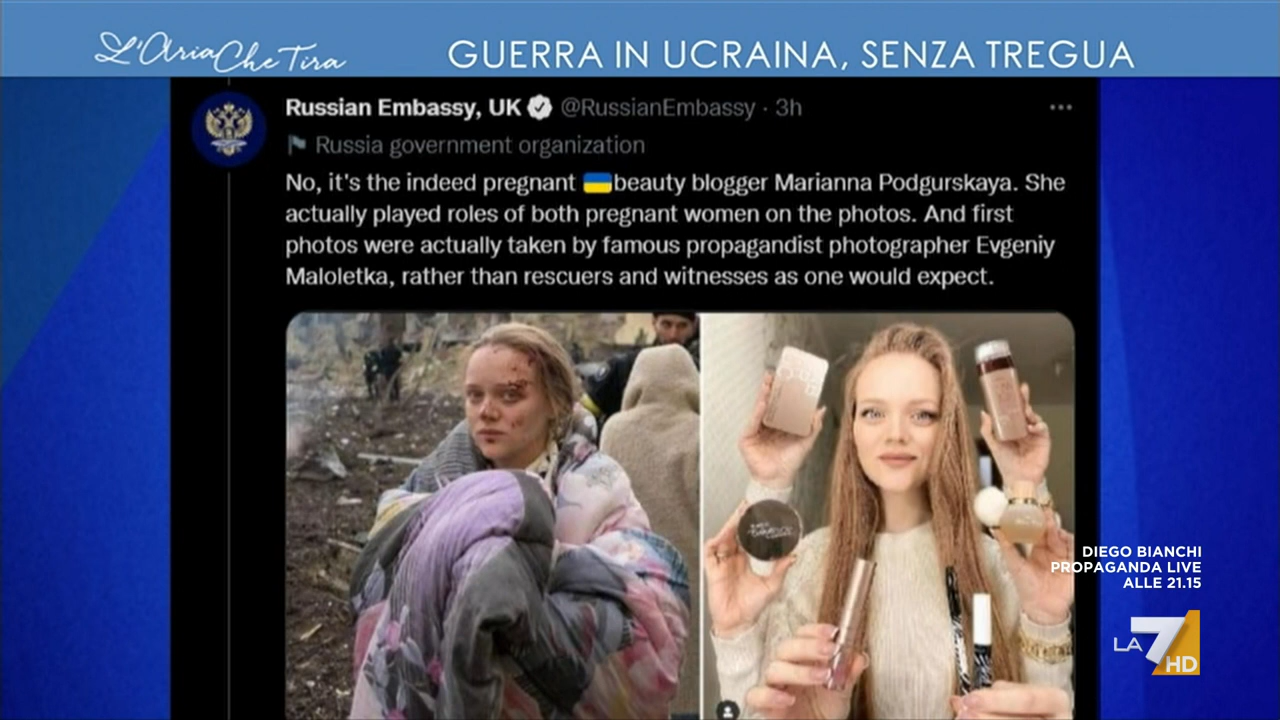 L'Aria Che Tira
GUERRA IN UCRAINA, SENZA TREGUA
Russian Embassy, UK @RussianEmbassy · 3h
Russia government organization
No, it's the indeed pregnant 🇺🇦beauty blogger Marianna Podgurskaya. She
actually played roles of both pregnant women on the photos. And first
photos were actually taken by famous propagandist photographer Evgeniy
Maloletka, rather than rescuers and witnesses as one would expect.
DIEGO BIANCHI
PROPAGANDA LIVE
ALLE 21.15
LA 7 HD